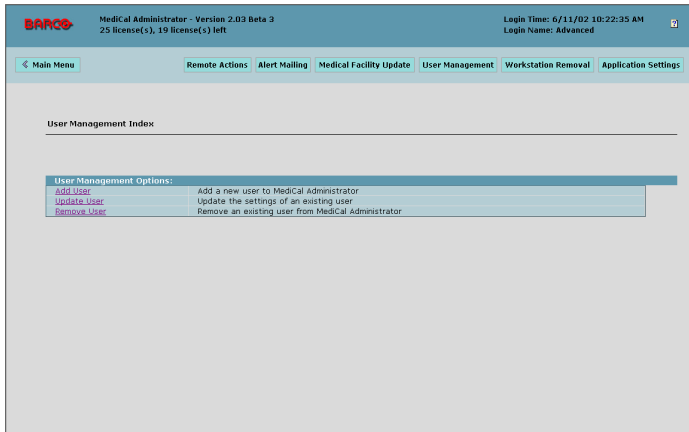 BARCO
MediCal Administrator - Version 2.03 Beta 3
25 license(s), 19 license(s) left
Login Time: 6/11/02 10:22:35 AM
Login Name: Advanced
?
« Main Menu
Remote Actions
Alert Mailing
Medical Facility Update
User Management
Workstation Removal
Application Settings
User Management Index
User Management Options:
Add User Add a new user to MediCal Administrator
Update User Update the settings of an existing user
Remove User Remove an existing user from MediCal Administrator